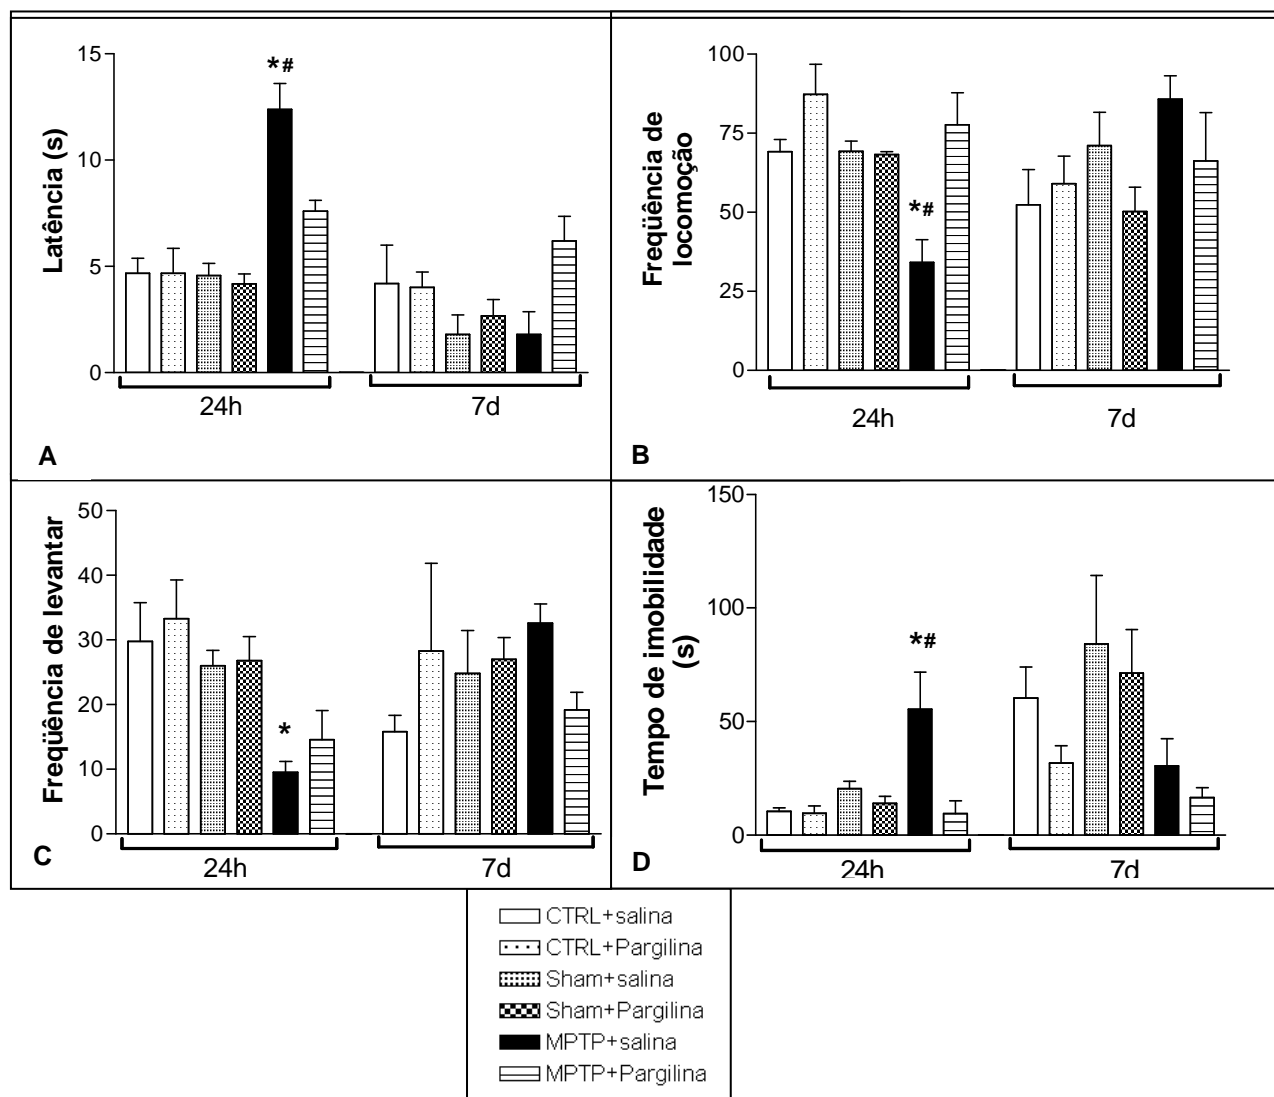 15
10
5
0
Latência (s)
*#
24h
7d
A
100
75
50
25
0
Freqüência de
locomoção
*#
24h
7d
B
50
40
30
20
10
0
Freqüência de levantar
*
24h
7d
C
150
100
50
0
Tempo de imobilidade
(s)
*#
24h
7d
D
CTRL+salina
CTRL+Pargilina
Sham+salina
Sham+Pargilina
MPTP+salina
MPTP+Pargilina